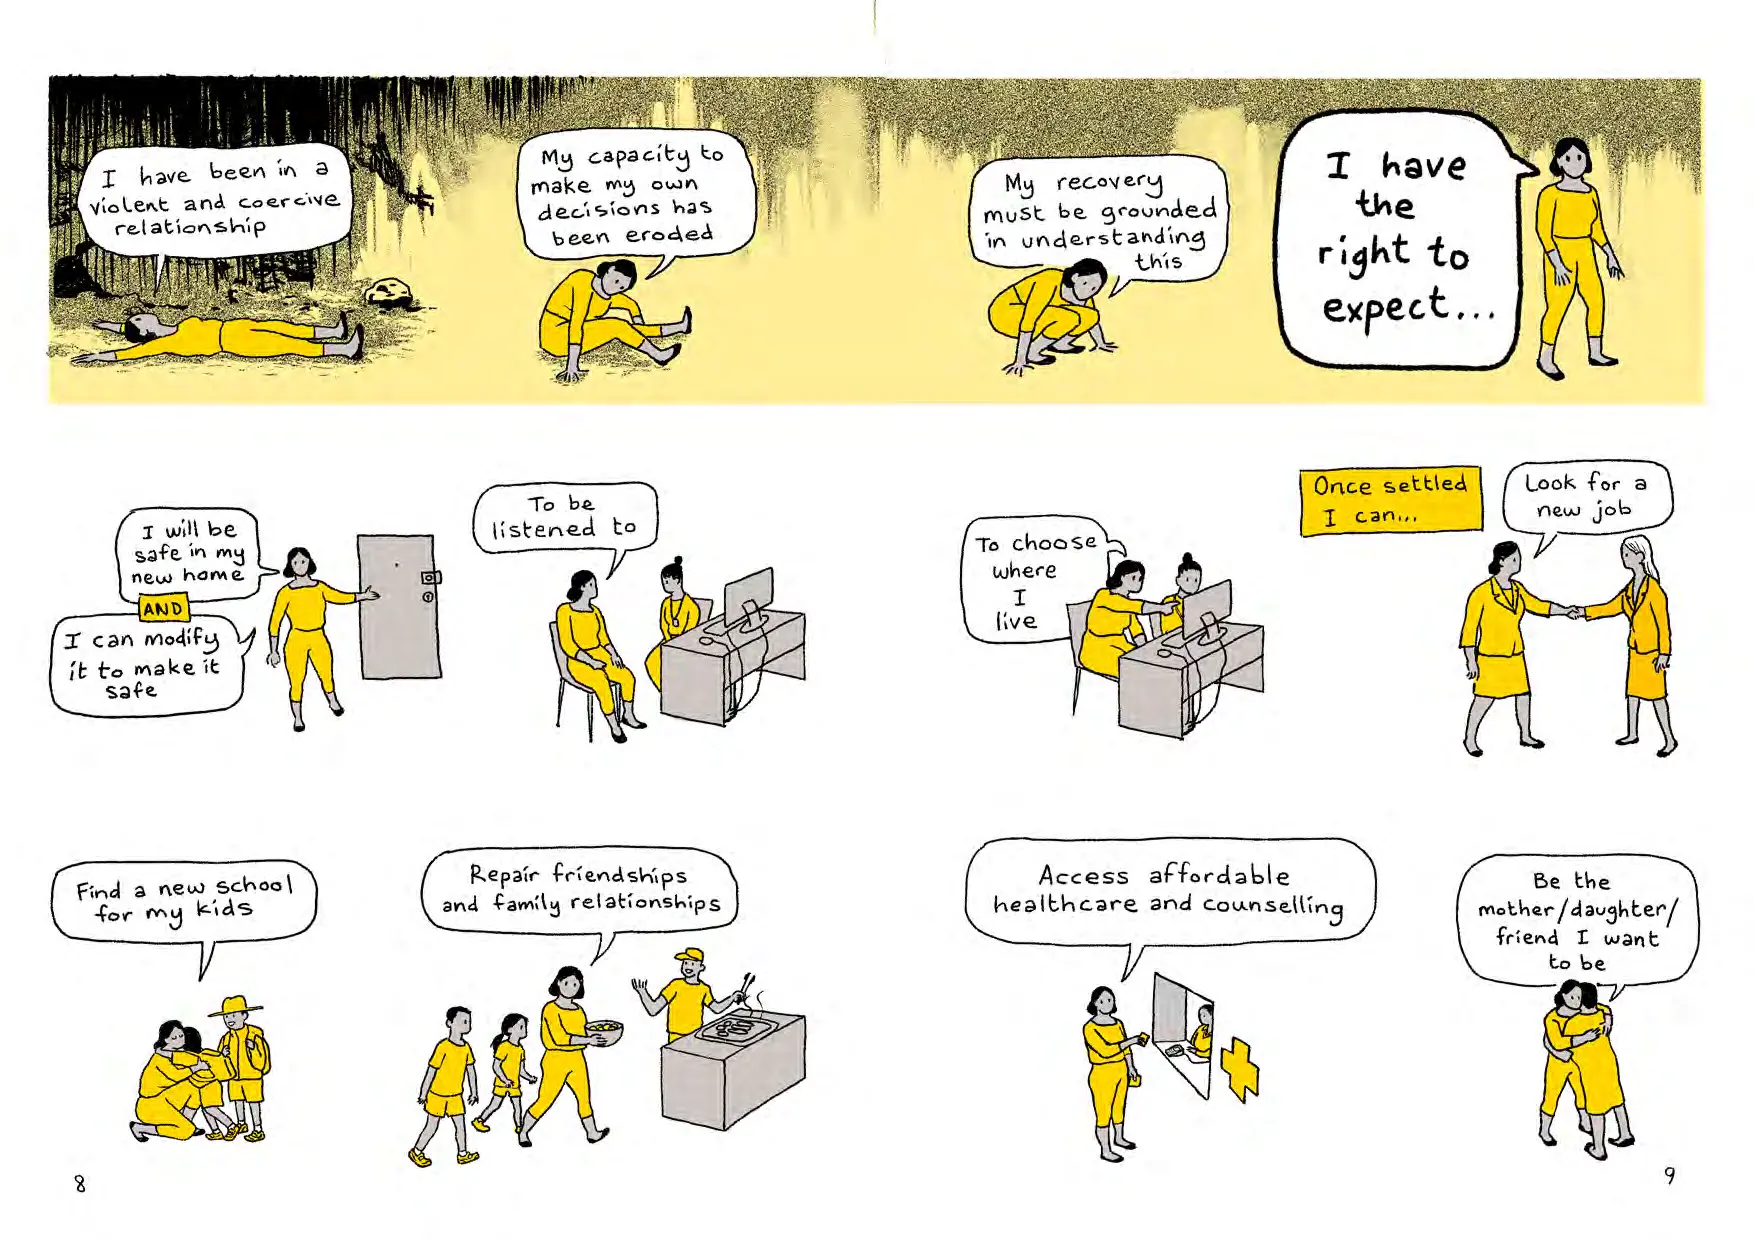 I have been in a
violent and coercive
relationship
My capacity to
make my own
decisions has
been eroded
My recovery
must be grounded
in understanding
this
I have
the
right to
expect...
I will be
safe in my
new home
AND
I can modify
it to make it
safe
To be
listened to
To choose
where
I
live
Once settled
I can...
Look for a
new job
Find a new school
for my kids
Repair friendships
and family relationships
Access affordable
healthcare and counselling
Be the
mother/daughter/
friend I want
to be
8
9